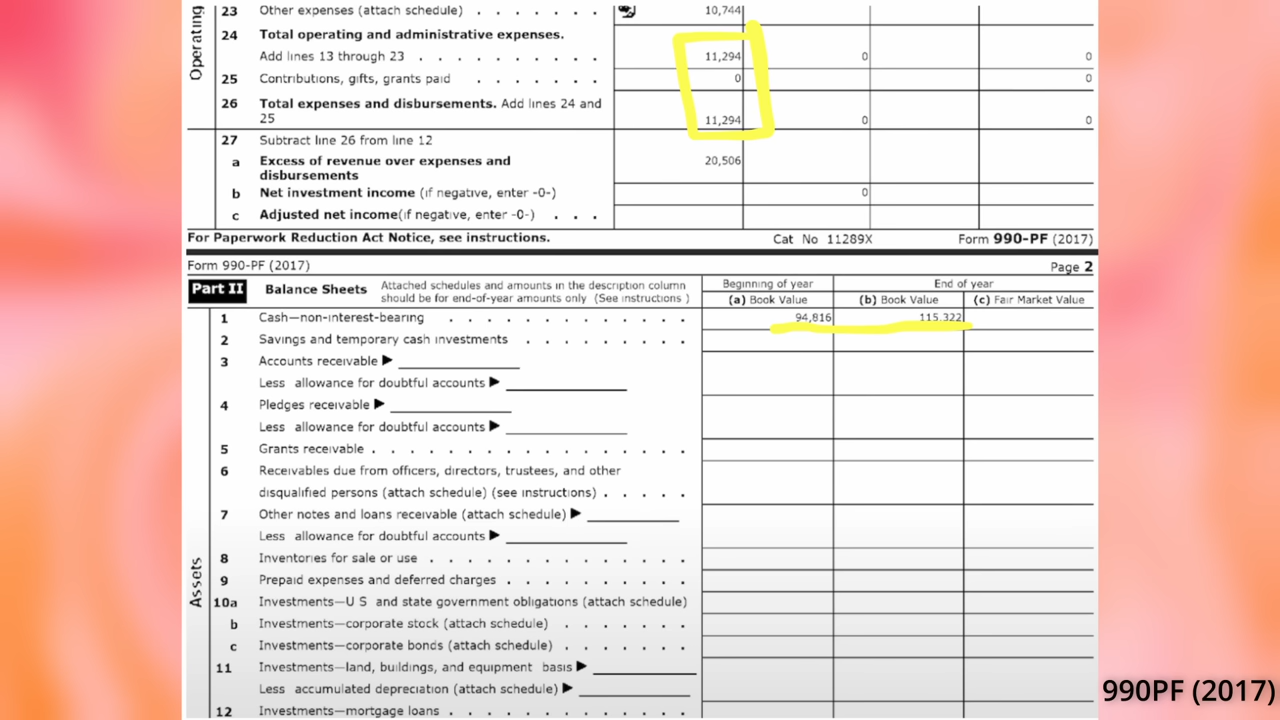 23 Other expenses (attach schedule) . . . . . . . 10,744
Operating
24 Total operating and administrative expenses.
Add lines 13 through 23 . . . . . . . . . 11,294 0 0
25 Contributions, gifts, grants paid . . . . . . 0 0
26 Total expenses and disbursements. Add lines 24 and
25 11,294 0 0
27 Subtract line 26 from line 12
a Excess of revenue over expenses and
disbursements 20,506
b Net investment income (if negative, enter -0-) 0
c Adjusted net income(if negative, enter -0-) . . .
For Paperwork Reduction Act Notice, see instructions. Cat No 11289X Form 990-PF (2017)
Form 990-PF (2017) Page 2
Part II Balance Sheets Attached schedules and amounts in the description column
should be for end-of-year amounts only (See instructions )
Beginning of year End of year
(a) Book Value (b) Book Value (c) Fair Market Value
1 Cash—non-interest-bearing . . . . . . . . . . . . 94,816 115,322
2 Savings and temporary cash investments . . . . . . . .
3 Accounts receivable ▶
Less allowance for doubtful accounts ▶
4 Pledges receivable ▶
Less allowance for doubtful accounts ▶
5 Grants receivable . . . . . . . . . . . . . .
6 Receivables due from officers, directors, trustees, and other
disqualified persons (attach schedule) (see instructions) . . . . .
7 Other notes and loans receivable (attach schedule) ▶
Less allowance for doubtful accounts ▶
Assets
8 Inventories for sale or use . . . . . . . . . . . .
9 Prepaid expenses and deferred charges . . . . . . . . .
10a Investments—U S and state government obligations (attach schedule)
b Investments—corporate stock (attach schedule) . . . . . . .
c Investments—corporate bonds (attach schedule) . . . . . . .
11 Investments—land, buildings, and equipment basis ▶
Less accumulated depreciation (attach schedule) ▶
12 Investments—mortgage loans . . . . . . . . . . . .
990PF (2017)